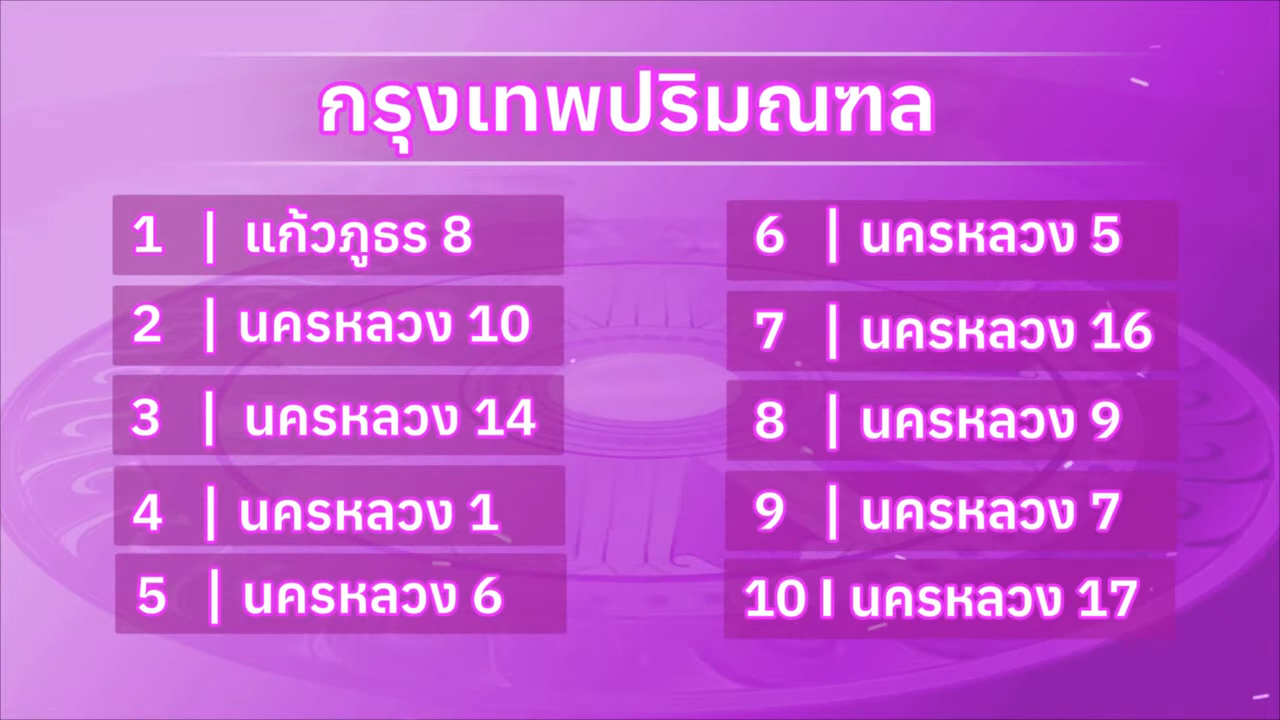 กรุงเทพปริมณฑล
1 | แก้วภูธร 8
2 | นครหลวง 10
3 | นครหลวง 14
4 | นครหลวง 1
5 | นครหลวง 6
6 | นครหลวง 5
7 | นครหลวง 16
8 | นครหลวง 9
9 | นครหลวง 7
10 I นครหลวง 17